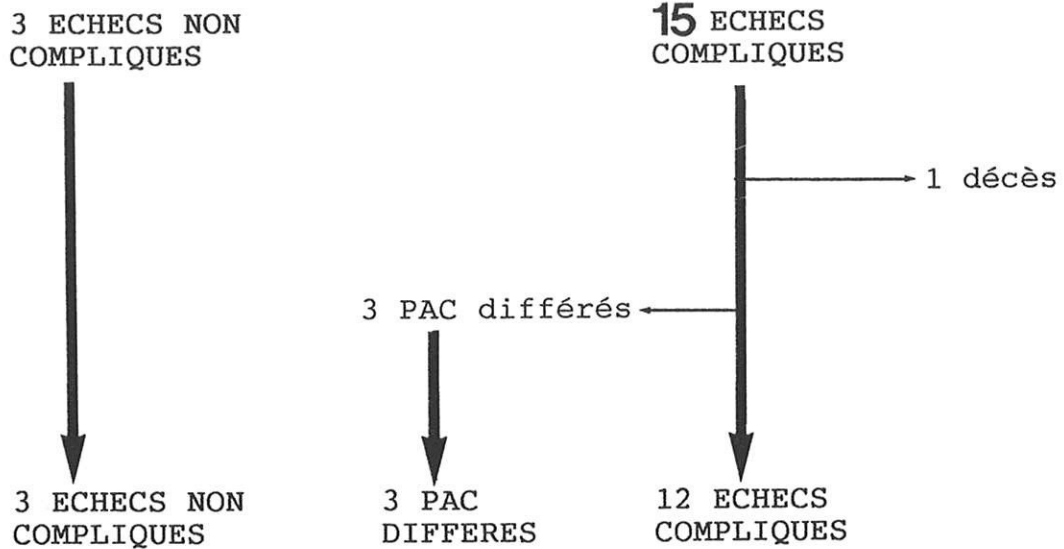 3 ECHECS NON
COMPLIQUES
15 ECHECS
COMPLIQUES
1 décès
3 PAC différés
3 ECHECS NON
COMPLIQUES
3 PAC
DIFFERES
12 ECHECS
COMPLIQUES